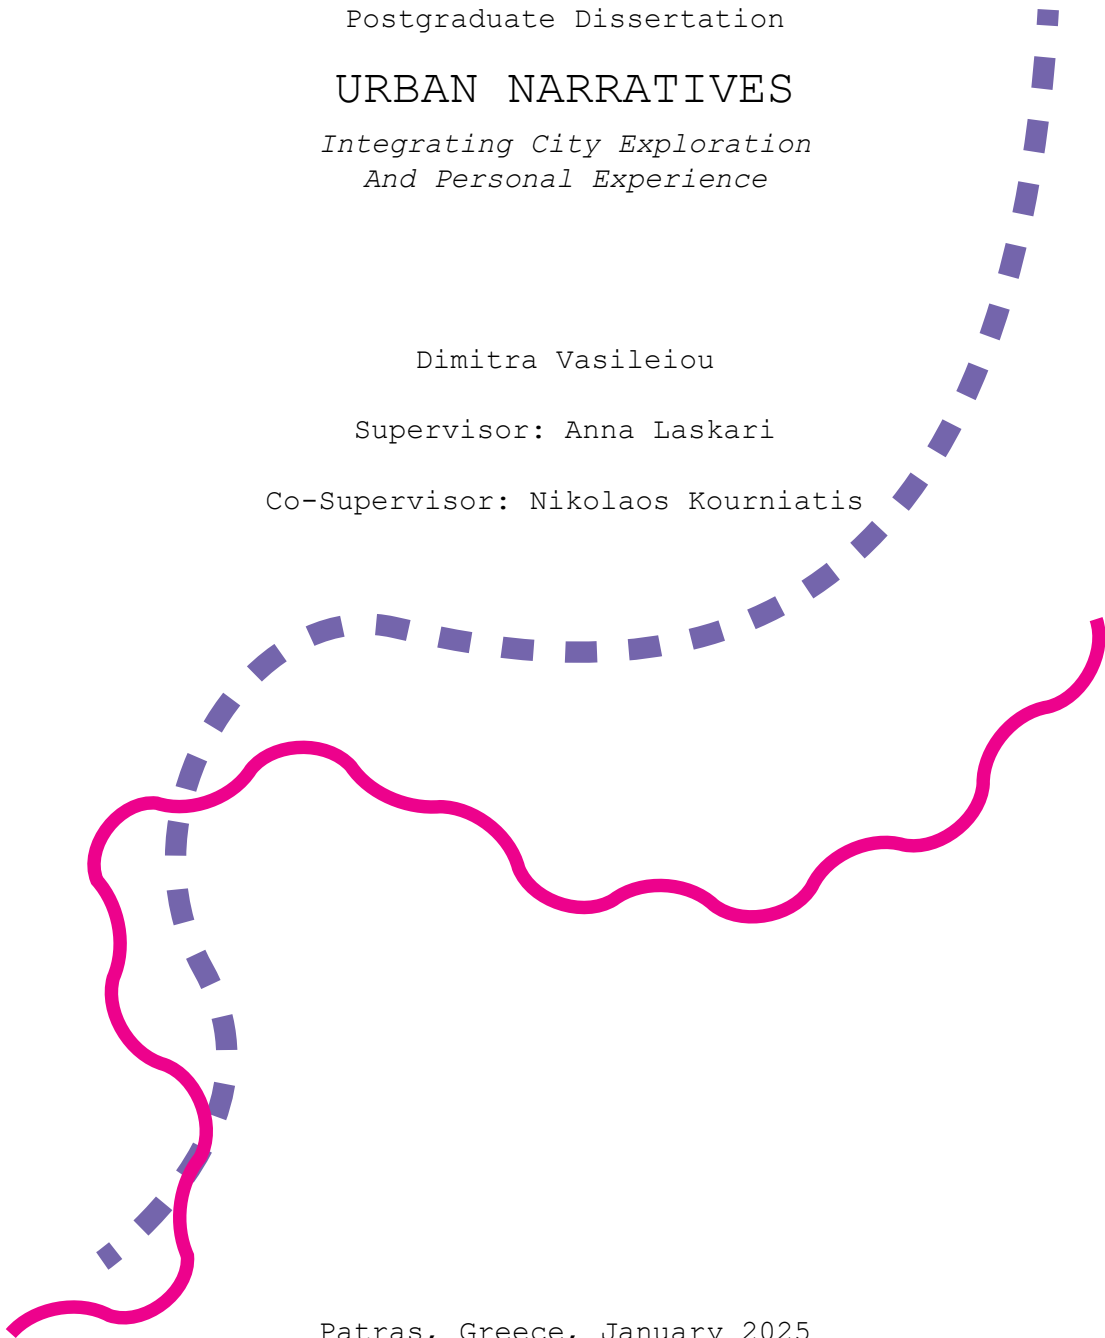 Postgraduate Dissertation
URBAN NARRATIVES
Integrating City Exploration
And Personal Experience
Dimitra Vasileiou
Supervisor: Anna Laskari
Co-Supervisor: Nikolaos Kourniatis
Patras, Greece, January 2025